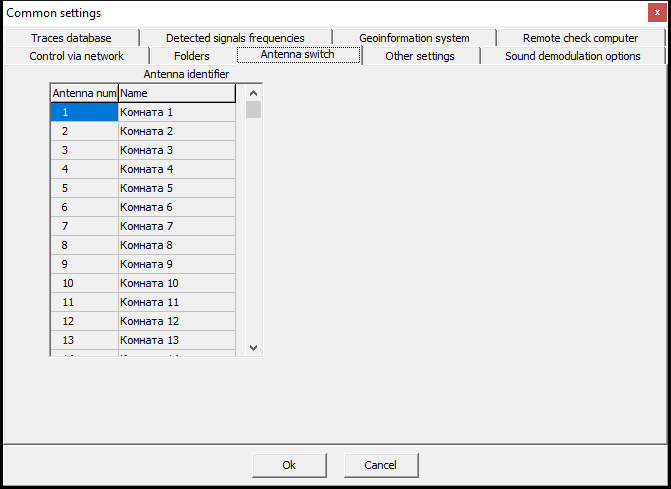 Common settings
Traces database
Detected signals frequencies
Geoinformation system
Remote check computer
Control via network
Folders
Antenna switch
Other settings
Sound demodulation options
Antenna identifier
Antenna num Name
1 Комната 1
2 Комната 2
3 Комната 3
4 Комната 4
5 Комната 5
6 Комната 6
7 Комната 7
8 Комната 8
9 Комната 9
10 Комната 10
11 Комната 11
12 Комната 12
13 Комната 13
Ok
Cancel